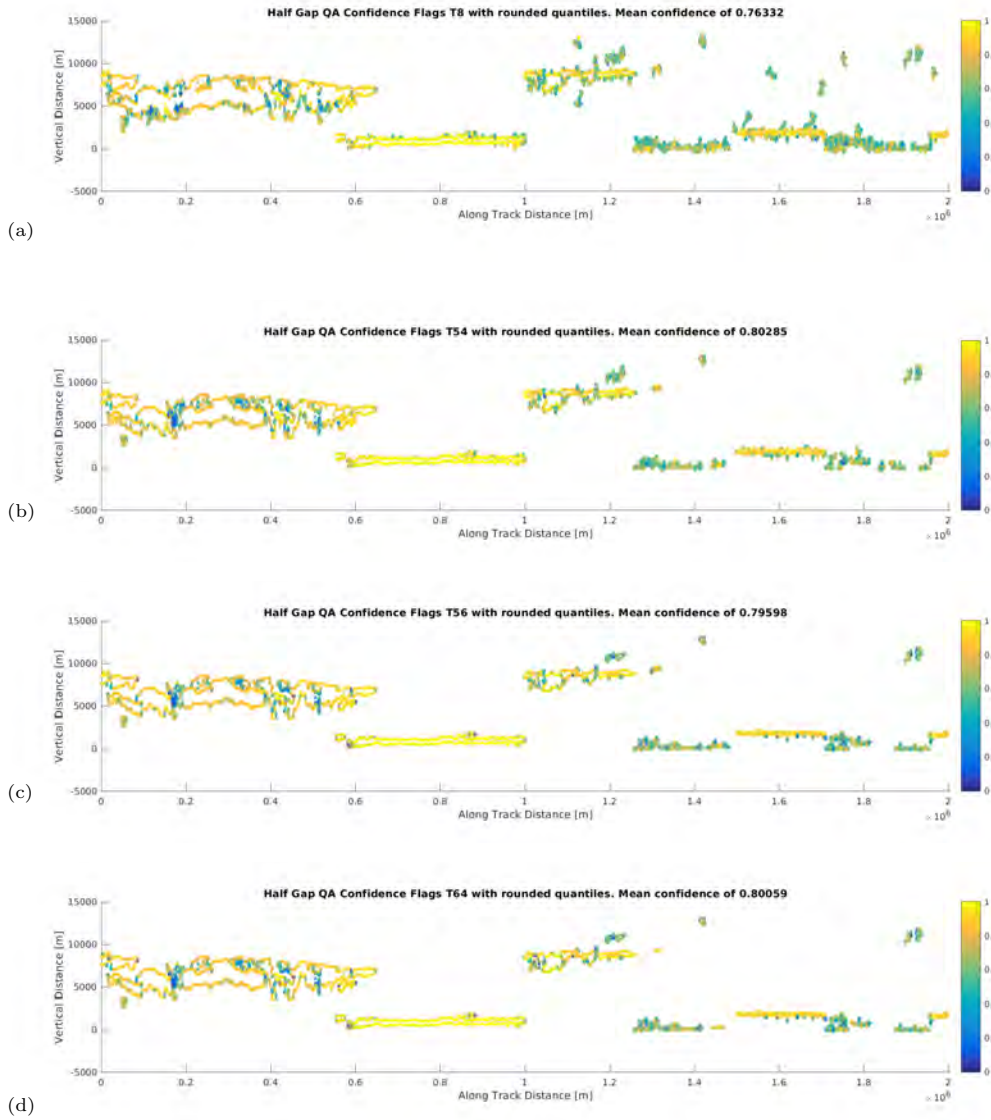 Half Gap QA Confidence Flags T8 with rounded quantiles. Mean confidence of 0.76332
15000
10000
5000
0
-5000
Vertical Distance [m]
0 0.2 0.4 0.6 0.8 1 1.2 1.4 1.6 1.8 2
Along Track Distance [m]
× 10⁶
1
0
(a)
Half Gap QA Confidence Flags T54 with rounded quantiles. Mean confidence of 0.80285
15000
10000
5000
0
-5000
Vertical Distance [m]
0 0.2 0.4 0.6 0.8 1 1.2 1.4 1.6 1.8 2
Along Track Distance [m]
× 10⁶
1
0
(b)
Half Gap QA Confidence Flags T56 with rounded quantiles. Mean confidence of 0.79598
15000
10000
5000
0
-5000
Vertical Distance [m]
0 0.2 0.4 0.6 0.8 1 1.2 1.4 1.6 1.8 2
Along Track Distance [m]
× 10⁶
1
0
(c)
Half Gap QA Confidence Flags T64 with rounded quantiles. Mean confidence of 0.80059
15000
10000
5000
0
-5000
Vertical Distance [m]
0 0.2 0.4 0.6 0.8 1 1.2 1.4 1.6 1.8 2
Along Track Distance [m]
× 10⁶
1
0
(d)